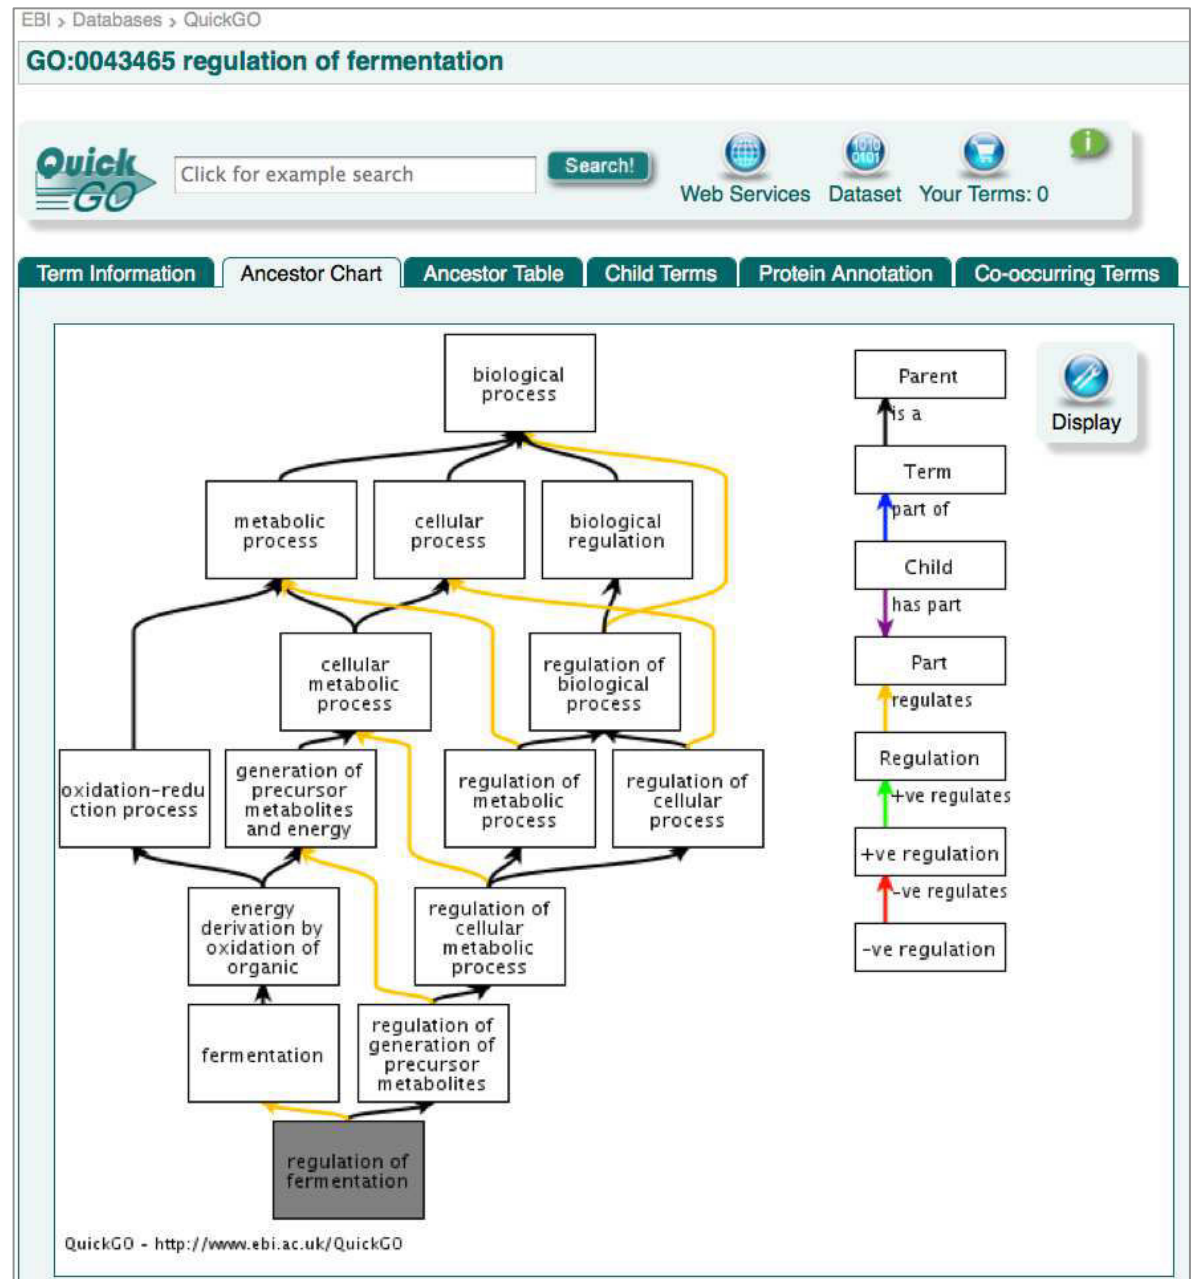 EBI > Databases > QuickGO
GO:0043465 regulation of fermentation
Quick
GO
Click for example search
Search!
1010
0101
i
Web Services
Dataset
Your Terms: 0
Term Information
Ancestor Chart
Ancestor Table
Child Terms
Protein Annotation
Co-occurring Terms
biological
process
metabolic
process
cellular
process
biological
regulation
cellular
metabolic
process
regulation of
biological
process
oxidation-redu
ction process
generation of
precursor
metabolites
and energy
regulation of
metabolic
process
regulation of
cellular
process
energy
derivation by
oxidation of
organic
regulation of
cellular
metabolic
process
fermentation
regulation of
generation of
precursor
metabolites
regulation of
fermentation
Parent
is a
Term
part of
Child
has part
Part
regulates
Regulation
+ve regulates
+ve regulation
-ve regulates
-ve regulation
Display
QuickGO - http://www.ebi.ac.uk/QuickGO